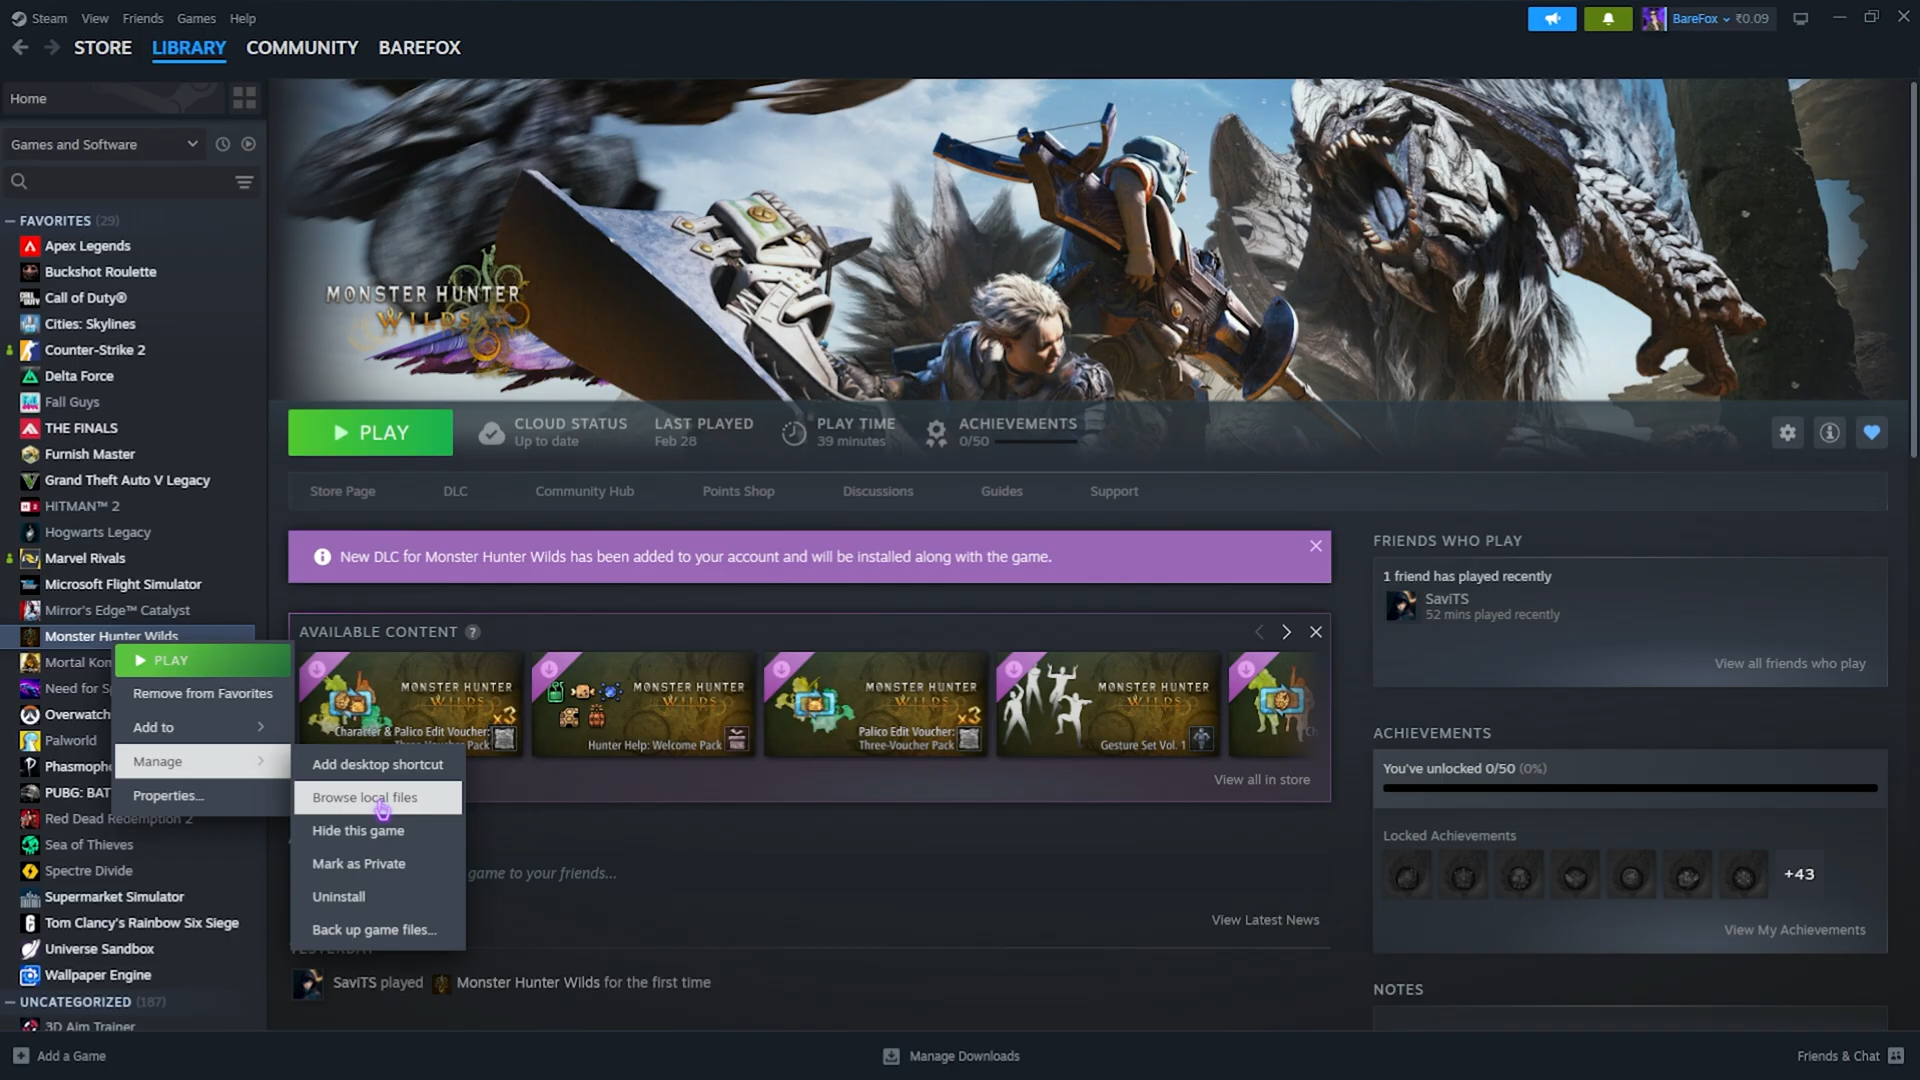 Steam View Friends Games Help
BareFox ₹0.09
STORE LIBRARY COMMUNITY BAREFOX
Home
Games and Software
FAVORITES (29)
Apex Legends
Buckshot Roulette
Call of Duty®
Cities: Skylines
Counter-Strike 2
Delta Force
Fall Guys
THE FINALS
Furnish Master
Grand Theft Auto V Legacy
HITMAN™ 2
Hogwarts Legacy
Marvel Rivals
Microsoft Flight Simulator
Mirror's Edge™ Catalyst
Monster Hunter Wilds
Mortal Kom
Need for Sp
Overwatch
Palworld
Phasmopho
PUBG: BAT
Red Dead Redemption 2
Sea of Thieves
Spectre Divide
Supermarket Simulator
Tom Clancy's Rainbow Six Siege
Universe Sandbox
Wallpaper Engine
UNCATEGORIZED (187)
3D Aim Trainer
PLAY
Remove from Favorites
Add to
Manage
Properties...
Add desktop shortcut
Browse local files
Hide this game
Mark as Private
Uninstall
Back up game files...
MONSTER HUNTER
WILDS
PLAY
CLOUD STATUS
Up to date
LAST PLAYED
Feb 28
PLAY TIME
39 minutes
ACHIEVEMENTS
0/50
Store Page DLC Community Hub Points Shop Discussions Guides Support
New DLC for Monster Hunter Wilds has been added to your account and will be installed along with the game.
AVAILABLE CONTENT ?
MONSTER HUNTER
WILDS x3
Character & Palico Edit Voucher:
Three-Voucher Pack
MONSTER HUNTER
WILDS
Hunter Help: Welcome Pack
MONSTER HUNTER
WILDS x3
Palico Edit Voucher:
Three-Voucher Pack
MONSTER HUNTER
WILDS
Gesture Set Vol. 1
Ch
View all in store
game to your friends...
View Latest News
YESTERDAY
SaviTS played Monster Hunter Wilds for the first time
FRIENDS WHO PLAY
1 friend has played recently
SaviTS
52 mins played recently
View all friends who play
ACHIEVEMENTS
You've unlocked 0/50 (0%)
Locked Achievements
+43
View My Achievements
NOTES
Add a Game
Manage Downloads
Friends & Chat